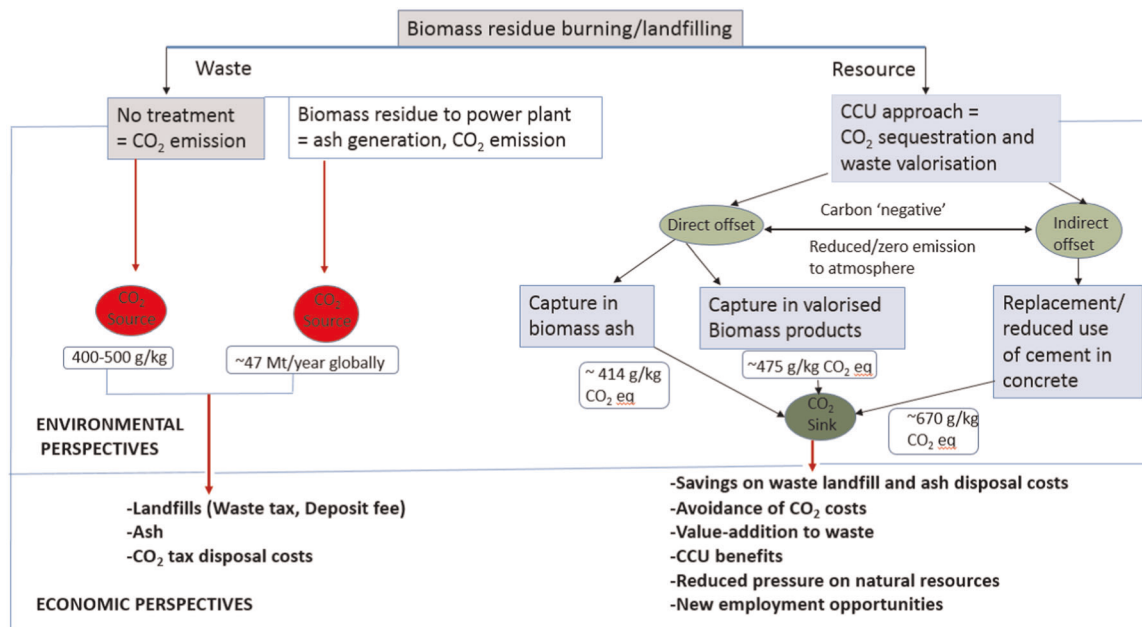 Biomass residue burning/landfilling
Waste
Resource
No treatment
= CO₂ emission
Biomass residue to power plant
= ash generation, CO₂ emission
CCU approach =
CO₂ sequestration and
waste valorisation
Direct offset
Carbon ‘negative’
Reduced/zero emission
to atmosphere
Indirect
offset
CO₂
Source
CO₂
Source
Capture in
biomass ash
Capture in valorised
Biomass products
Replacement/
reduced use
of cement in
concrete
400-500 g/kg
~47 Mt/year globally
~ 414 g/kg
CO₂ eq
~475 g/kg CO₂ eq
CO₂
Sink
~670 g/kg
CO₂ eq
ENVIRONMENTAL
PERSPECTIVES
-Landfills (Waste tax, Deposit fee)
-Ash
-CO₂ tax disposal costs
-Savings on waste landfill and ash disposal costs
-Avoidance of CO₂ costs
-Value-addition to waste
-CCU benefits
-Reduced pressure on natural resources
-New employment opportunities
ECONOMIC PERSPECTIVES